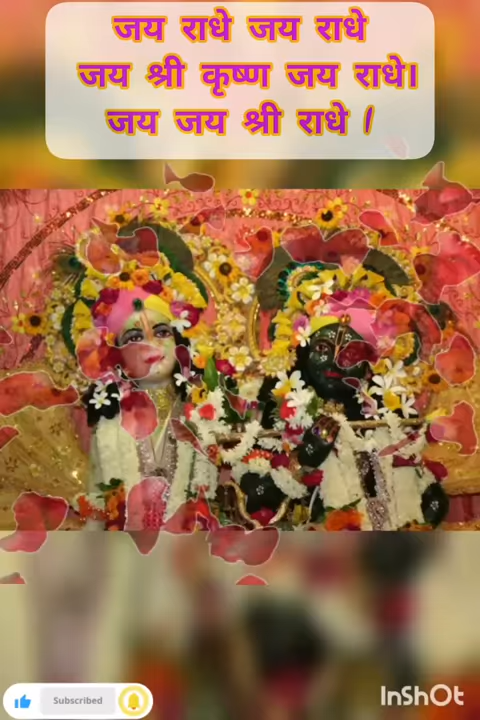 जय राधे जय राधे
जय श्री कृष्ण जय राधे।
जय जय श्री राधे।
Subscribed
InShOt